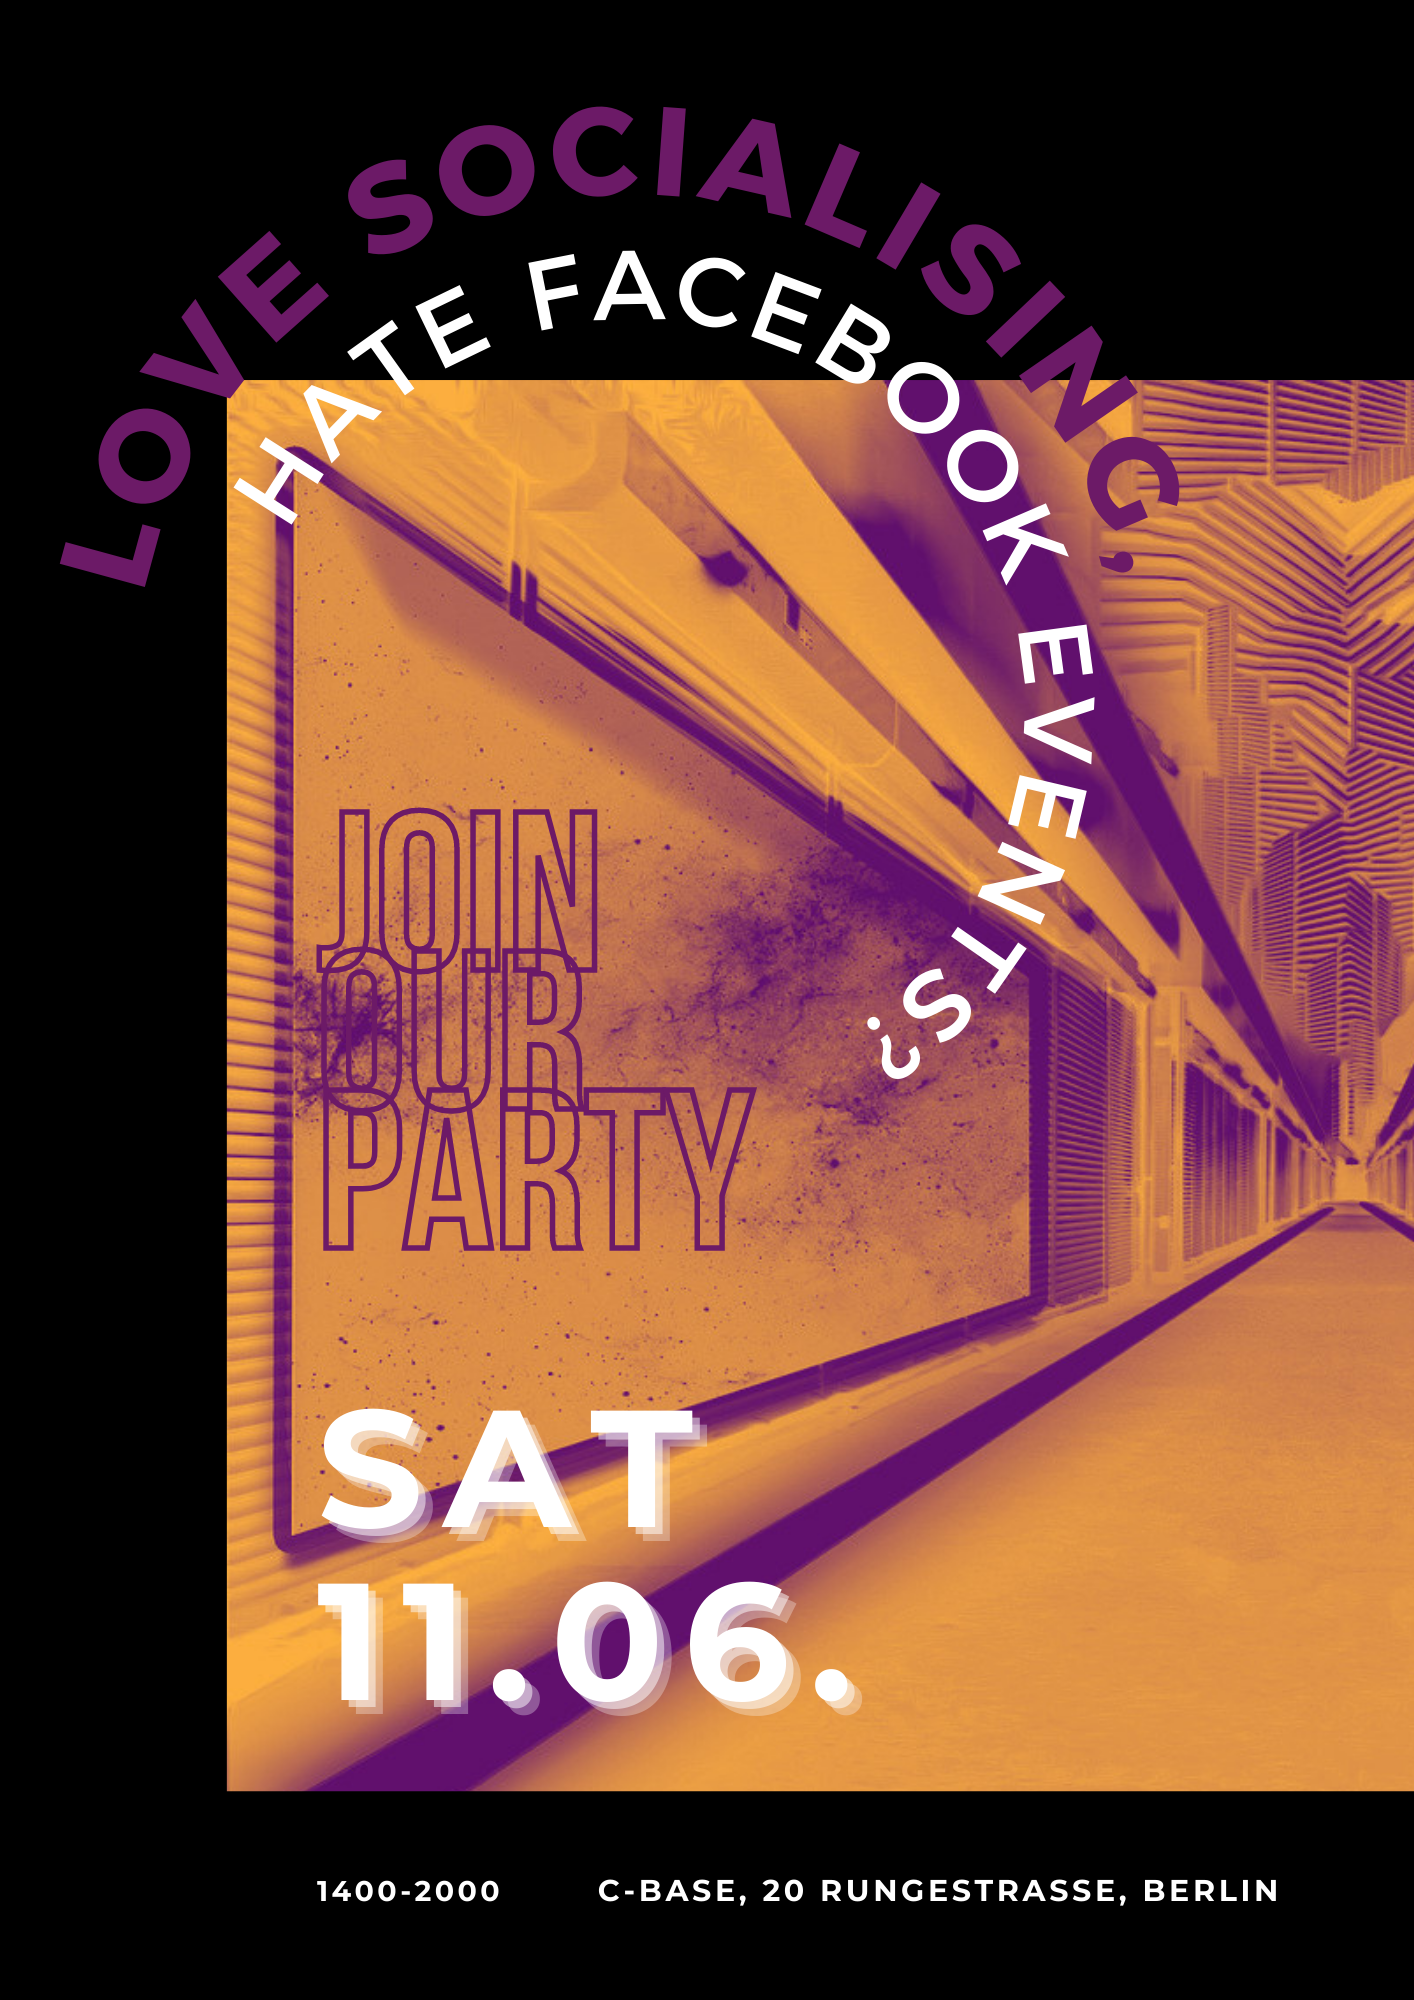 LOVE SOCIALISING,
HATE FACEBOOK EVENTS?
JOIN
OUR
PARTY
SAT
11.06.
1400-2000
C-BASE, 20 RUNGESTRASSE, BERLIN